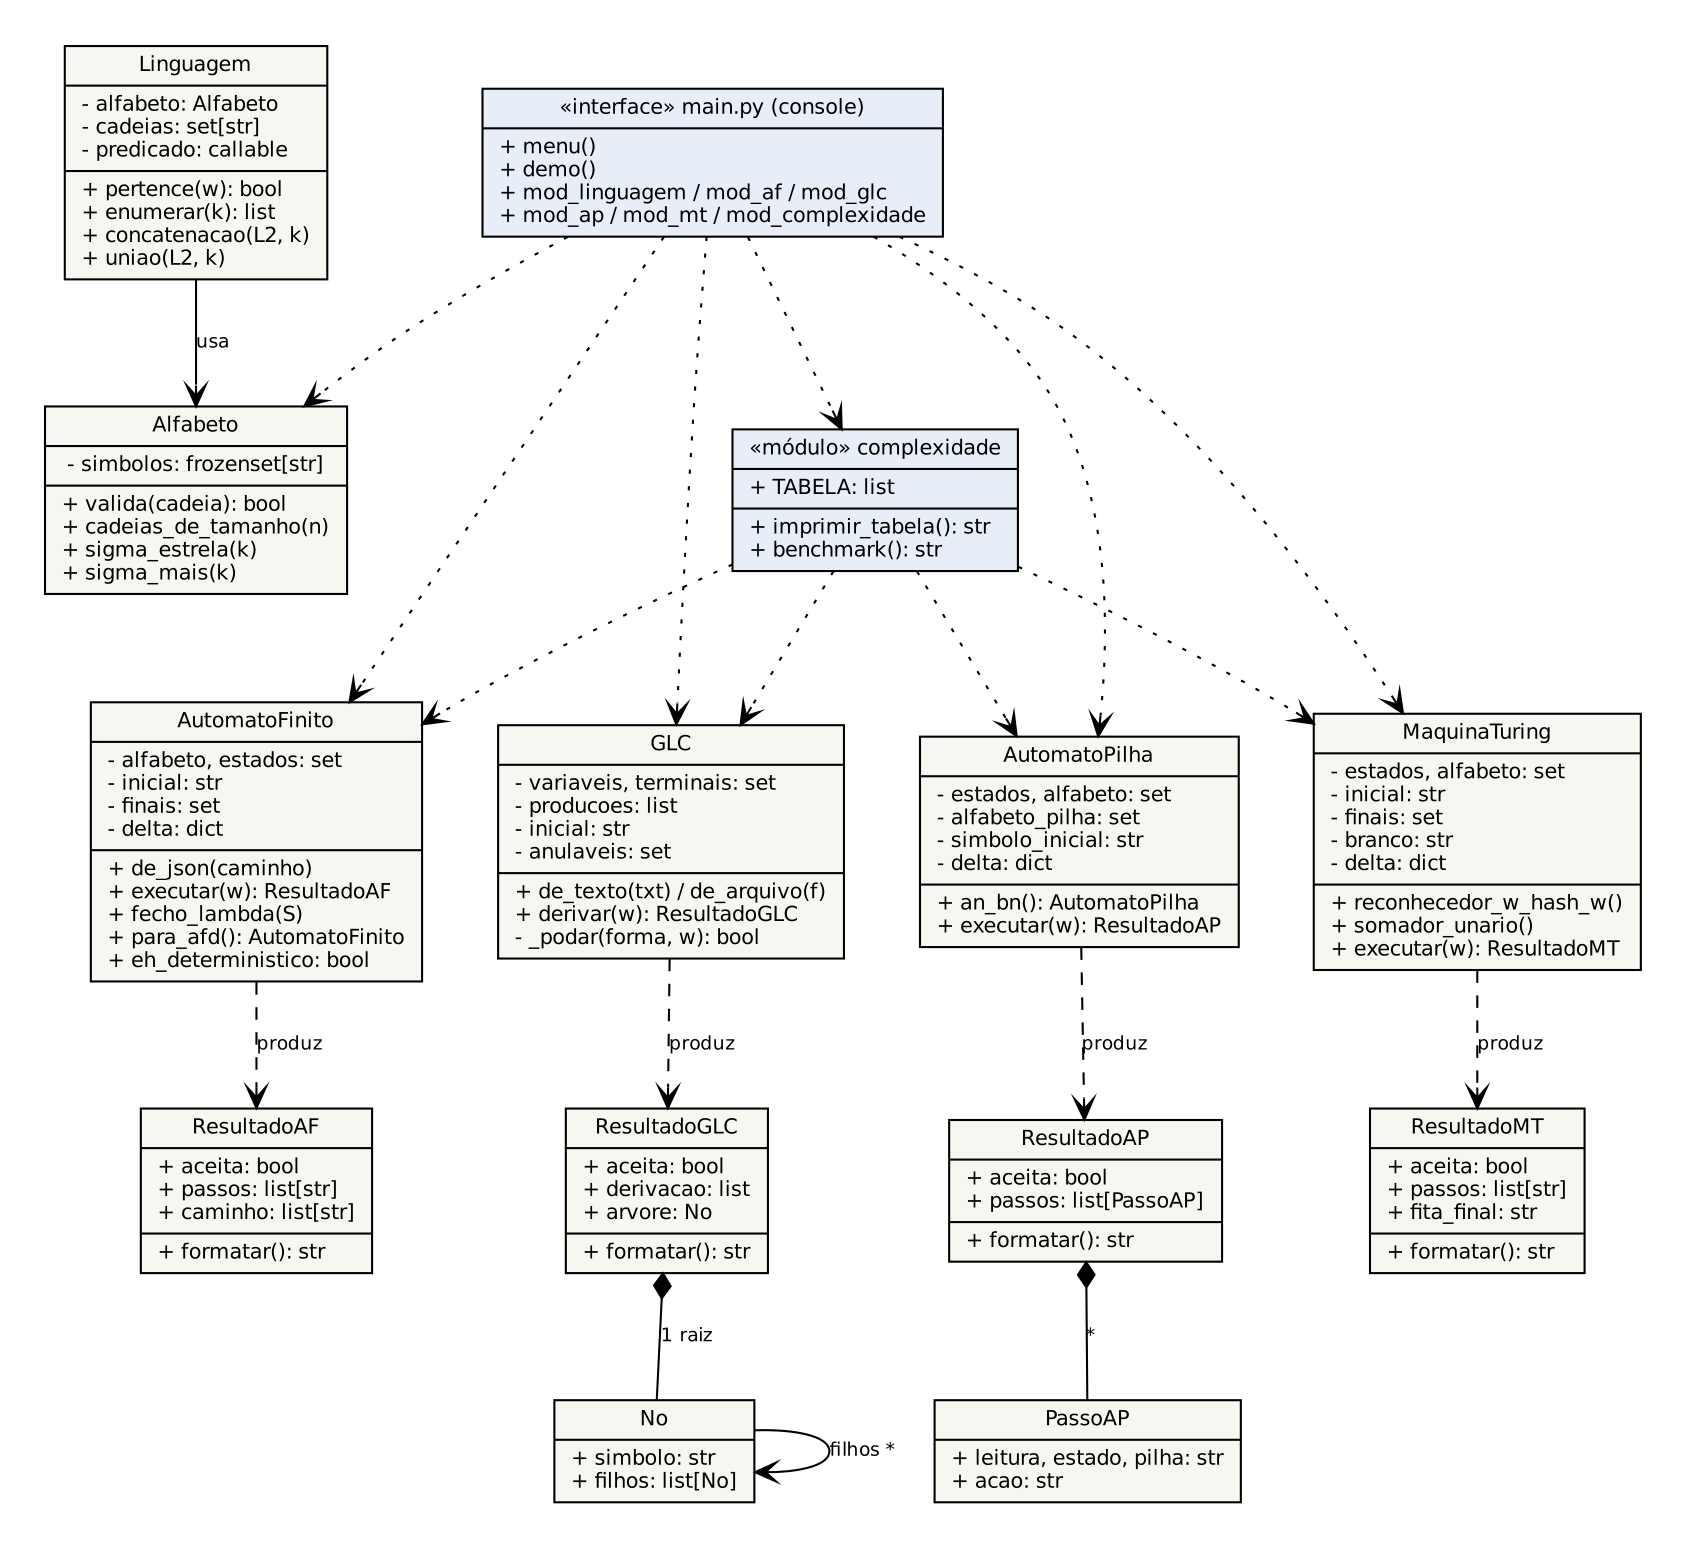 Linguagem
- alfabeto: Alfabeto
- cadeias: set[str]
- predicado: callable
+ pertence(w): bool
+ enumerar(k): list
+ concatenacao(L2, k)
+ uniao(L2, k)
«interface» main.py (console)
+ menu()
+ demo()
+ mod_linguagem / mod_af / mod_glc
+ mod_ap / mod_mt / mod_complexidade
usa
Alfabeto
- simbolos: frozenset[str]
+ valida(cadeia): bool
+ cadeias_de_tamanho(n)
+ sigma_estrela(k)
+ sigma_mais(k)
«módulo» complexidade
+ TABELA: list
+ imprimir_tabela(): str
+ benchmark(): str
AutomatoFinito
- alfabeto, estados: set
- inicial: str
- finais: set
- delta: dict
+ de_json(caminho)
+ executar(w): ResultadoAF
+ fecho_lambda(S)
+ para_afd(): AutomatoFinito
+ eh_deterministico: bool
GLC
- variaveis, terminais: set
- producoes: list
- inicial: str
- anulaveis: set
+ de_texto(txt) / de_arquivo(f)
+ derivar(w): ResultadoGLC
- _podar(forma, w): bool
AutomatoPilha
- estados, alfabeto: set
- alfabeto_pilha: set
- simbolo_inicial: str
- delta: dict
+ an_bn(): AutomatoPilha
+ executar(w): ResultadoAP
MaquinaTuring
- estados, alfabeto: set
- inicial: str
- finais: set
- branco: str
- delta: dict
+ reconhecedor_w_hash_w()
+ somador_unario()
+ executar(w): ResultadoMT
produz
produz
produz
produz
ResultadoAF
+ aceita: bool
+ passos: list[str]
+ caminho: list[str]
+ formatar(): str
ResultadoGLC
+ aceita: bool
+ derivacao: list
+ arvore: No
+ formatar(): str
ResultadoAP
+ aceita: bool
+ passos: list[PassoAP]
+ formatar(): str
ResultadoMT
+ aceita: bool
+ passos: list[str]
+ fita_final: str
+ formatar(): str
1 raiz
*
No
+ simbolo: str
+ filhos: list[No]
filhos *
PassoAP
+ leitura, estado, pilha: str
+ acao: str